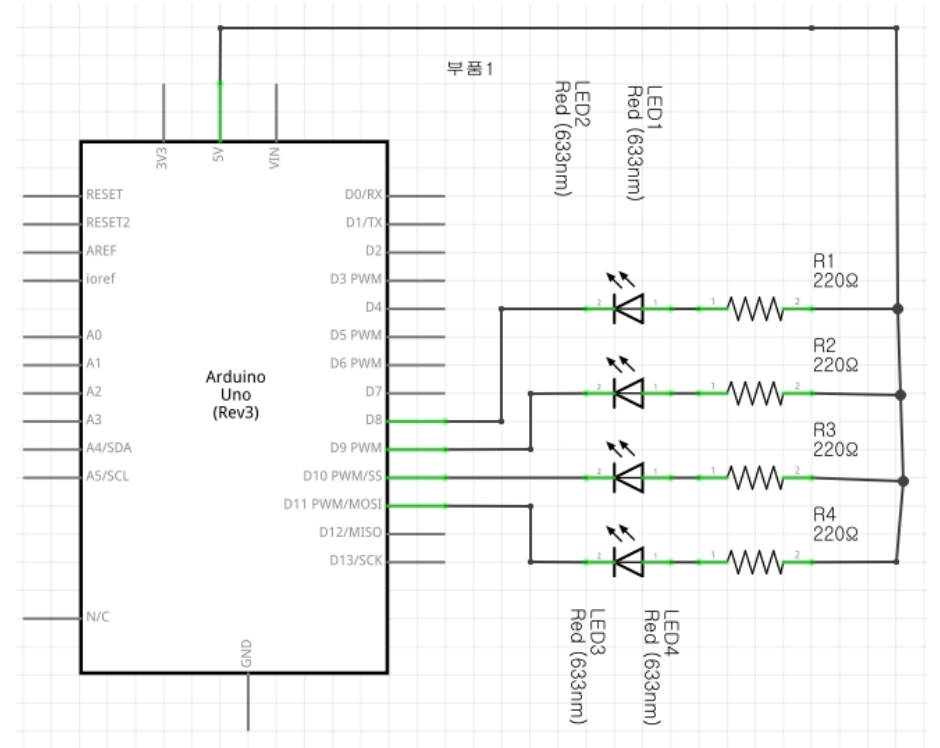 부품1
LED2
Red (633nm)
LED1
Red (633nm)
3V3
5V
VIN
RESET
RESET2
AREF
ioref
A0
A1
A2
A3
A4/SDA
A5/SCL
N/C
Arduino
Uno
(Rev3)
D0/RX
D1/TX
D2
D3 PWM
D4
D5 PWM
D6 PWM
D7
D8
D9 PWM
D10 PWM/SS
D11 PWM/MOSI
D12/MISO
D13/SCK
GND
R1
220Ω
2 1 1 2
R2
220Ω
2 1 1 2
R3
220Ω
2 1 1 2
R4
220Ω
2 1 1 2
LED3
Red (633nm)
LED4
Red (633nm)